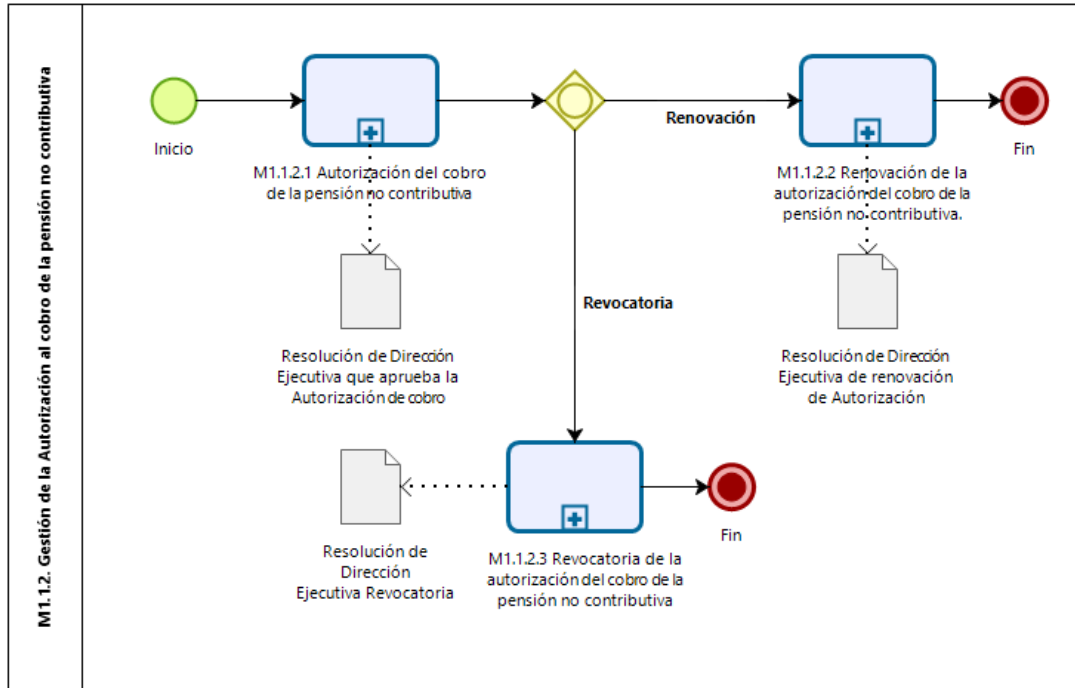 M1.1.2. Gestión de la Autorización al cobro de la pensión no contributiva
Inicio
M1.1.2.1 Autorización del cobro
de la pensión no contributiva
Renovación
M1.1.2.2 Renovación de la
autorización del cobro de la
pensión no contributiva.
Fin
Resolución de Dirección
Ejecutiva que aprueba la
Autorización de cobro
Revocatoria
Resolución de Dirección
Ejecutiva de renovación
de Autorización
Resolución de
Dirección
Ejecutiva Revocatoria
M1.1.2.3 Revocatoria de la
autorización del cobro de la
pensión no contributiva
Fin